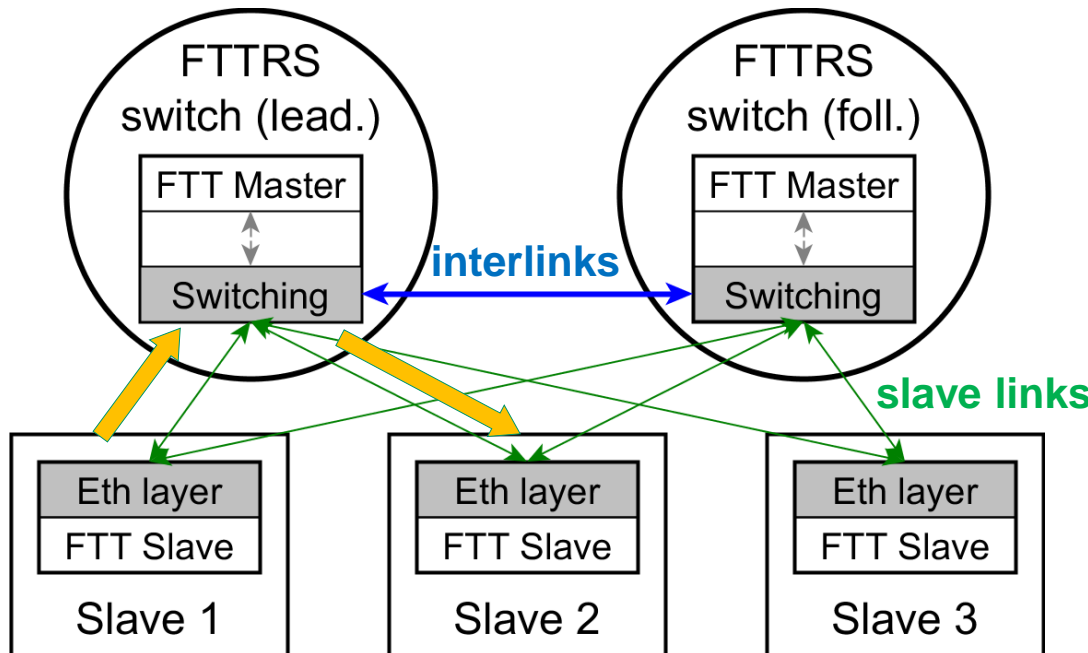 FTTRS
switch (lead.)
FTT Master
Switching
FTTRS
switch (foll.)
FTT Master
Switching
interlinks
slave links
Eth layer
FTT Slave
Slave 1
Eth layer
FTT Slave
Slave 2
Eth layer
FTT Slave
Slave 3